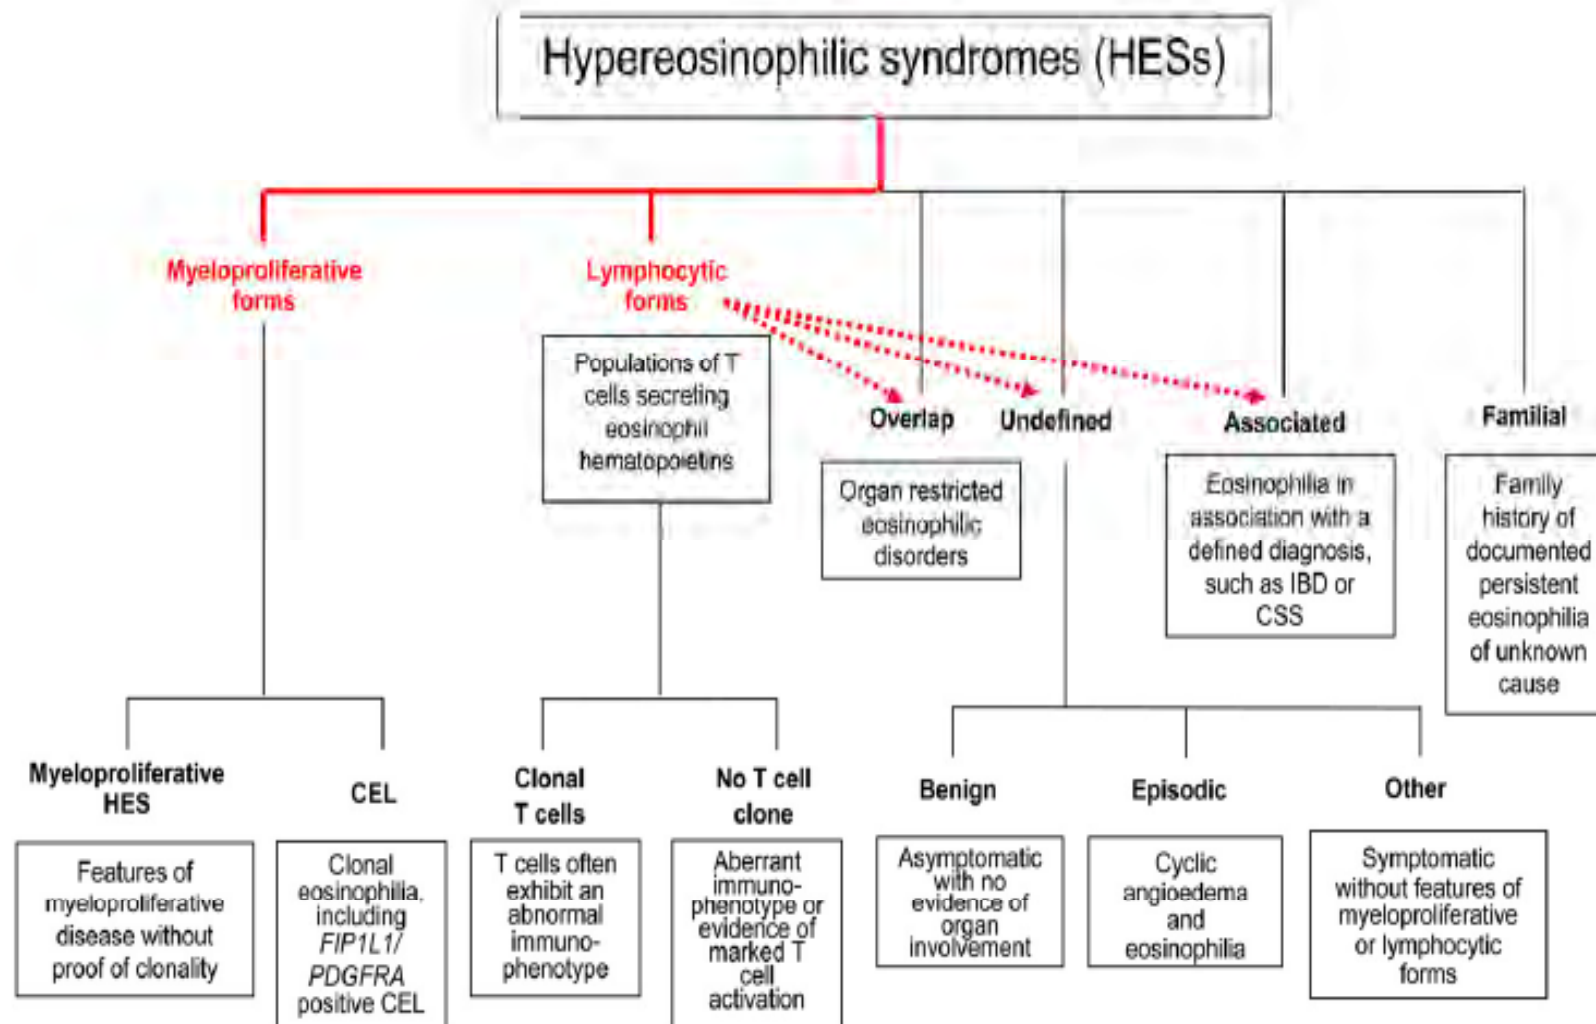 Hypereosinophilic syndromes (HESs)
Myeloproliferative
forms
Lymphocytic
forms
Populations of T
cells secreting
eosinophil
hematopoietins
Overlap
Organ restricted
eosinophilic
disorders
Undefined
Associated
Eosinophilia in
association with a
defined diagnosis,
such as IBD or
CSS
Familial
Family
history of
documented
persistent
eosinophilia
of unknown
cause
Myeloproliferative
HES
Features of
myeloproliferative
disease without
proof of clonality
CEL
Clonal
eosinophilia,
including
FIP1L1/
PDGFRA
positive CEL
Clonal
T cells
T cells often
exhibit an
abnormal
immuno-
phenotype
No T cell
clone
Aberrant
immuno-
phenotype or
evidence of
marked T
cell
activation
Benign
Asymptomatic
with no
evidence of
organ
involvement
Episodic
Cyclic
angioedema
and
eosinophilia
Other
Symptomatic
without features of
myeloproliferative
or lymphocytic
forms